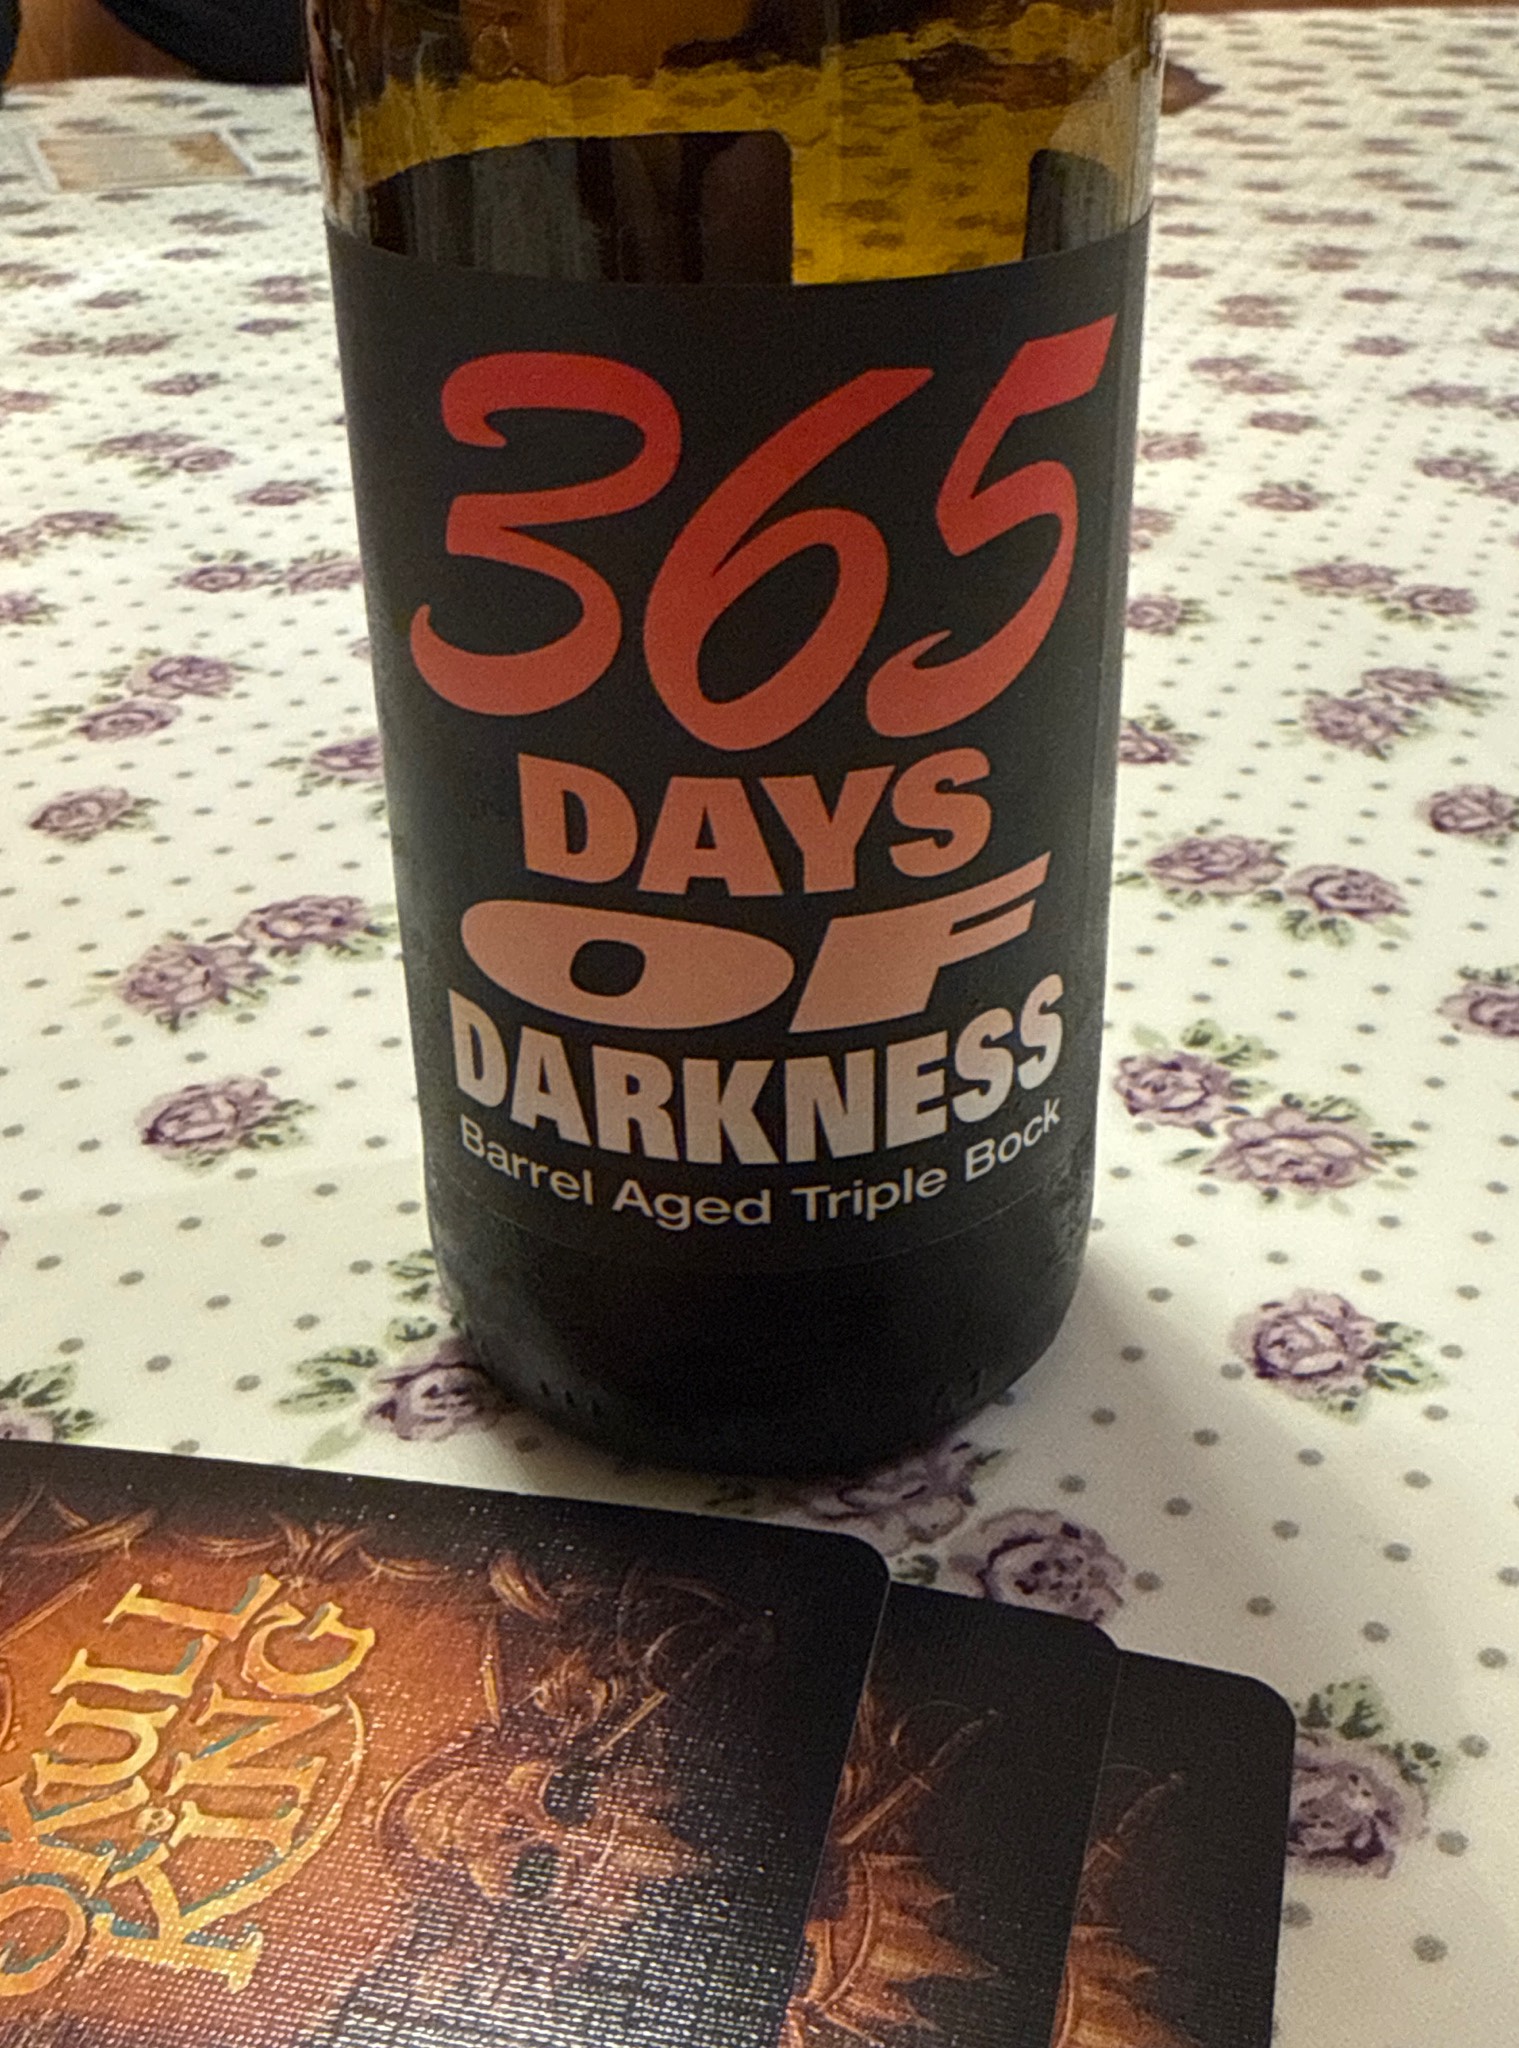 365
DAYS
OF
DARKNESS
Barrel Aged Triple Bock
SKULL
KING